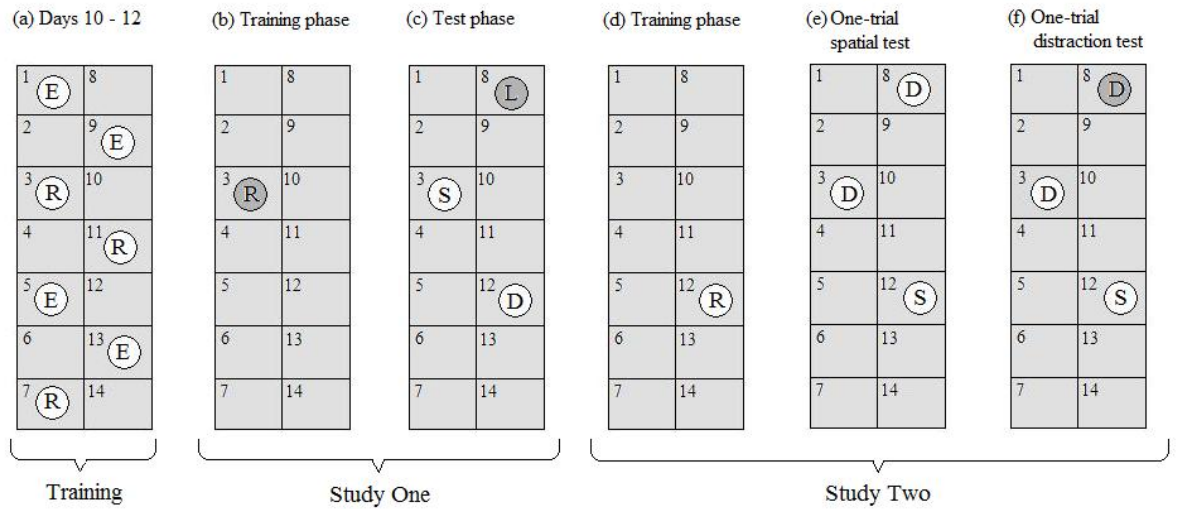 (a) Days 10 - 12 (b) Training phase (c) Test phase (d) Training phase (e) One-trial (f) One-trial
spatial test distraction test
1 E 8 1 8 1 8 L 1 8 1 8 D 1 8 D
2 9 E 2 9 2 9 2 9 2 9 2 9
3 R 10 3 R 10 3 S 10 3 10 3 D 10 3 D 10
4 11 R 4 11 4 11 4 11 4 11 4 11
5 E 12 5 12 5 12 D 5 12 R 5 12 S 5 12 S
6 13 E 6 13 6 13 6 13 6 13 6 13
7 R 14 7 14 7 14 7 14 7 14 7 14
Training Study One Study Two